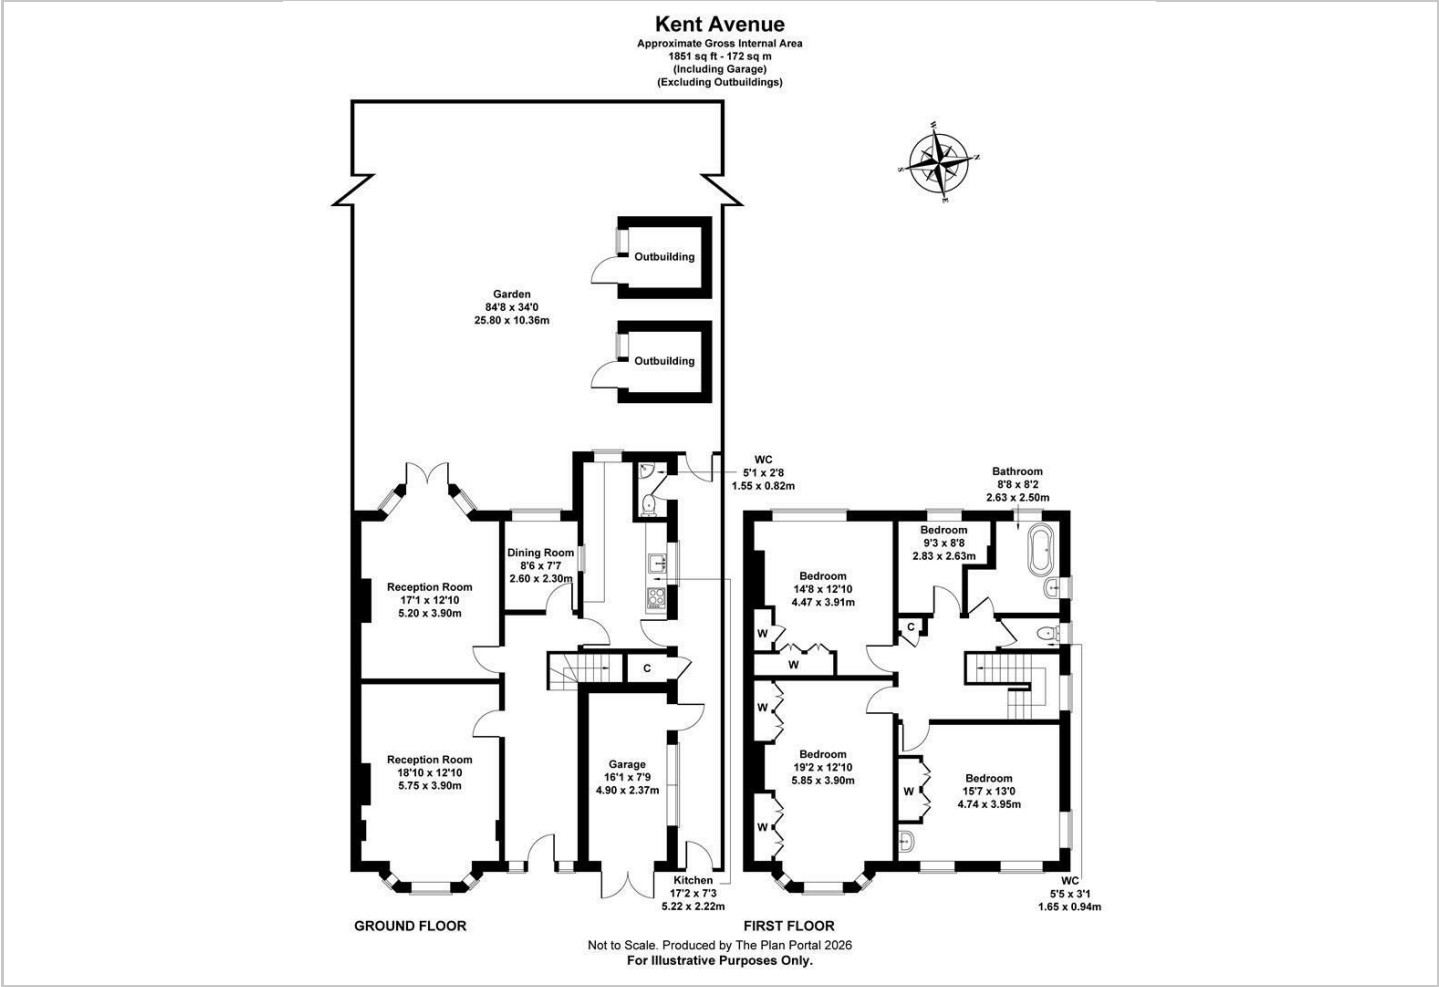 Kent Avenue
Approximate Gross Internal Area
1851 sq ft - 172 sq m
(Including Garage)
(Excluding Outbuildings)
W
N
S
E
Outbuilding
Garden
84'8 x 34'0
25.80 x 10.36m
Outbuilding
WC
5'1 x 2'8
1.55 x 0.82m
Dining Room
8'6 x 7'7
2.60 x 2.30m
Reception Room
17'1 x 12'10
5.20 x 3.90m
C
Reception Room
18'10 x 12'10
5.75 x 3.90m
Garage
16'1 x 7'9
4.90 x 2.37m
Kitchen
17'2 x 7'3
5.22 x 2.22m
GROUND FLOOR
Bathroom
8'8 x 8'2
2.63 x 2.50m
Bedroom
9'3 x 8'8
2.83 x 2.63m
Bedroom
14'8 x 12'10
4.47 x 3.91m
C
W
W
W
Bedroom
19'2 x 12'10
5.85 x 3.90m
W
Bedroom
15'7 x 13'0
4.74 x 3.95m
W
WC
5'5 x 3'1
1.65 x 0.94m
FIRST FLOOR
Not to Scale. Produced by The Plan Portal 2026
For Illustrative Purposes Only.